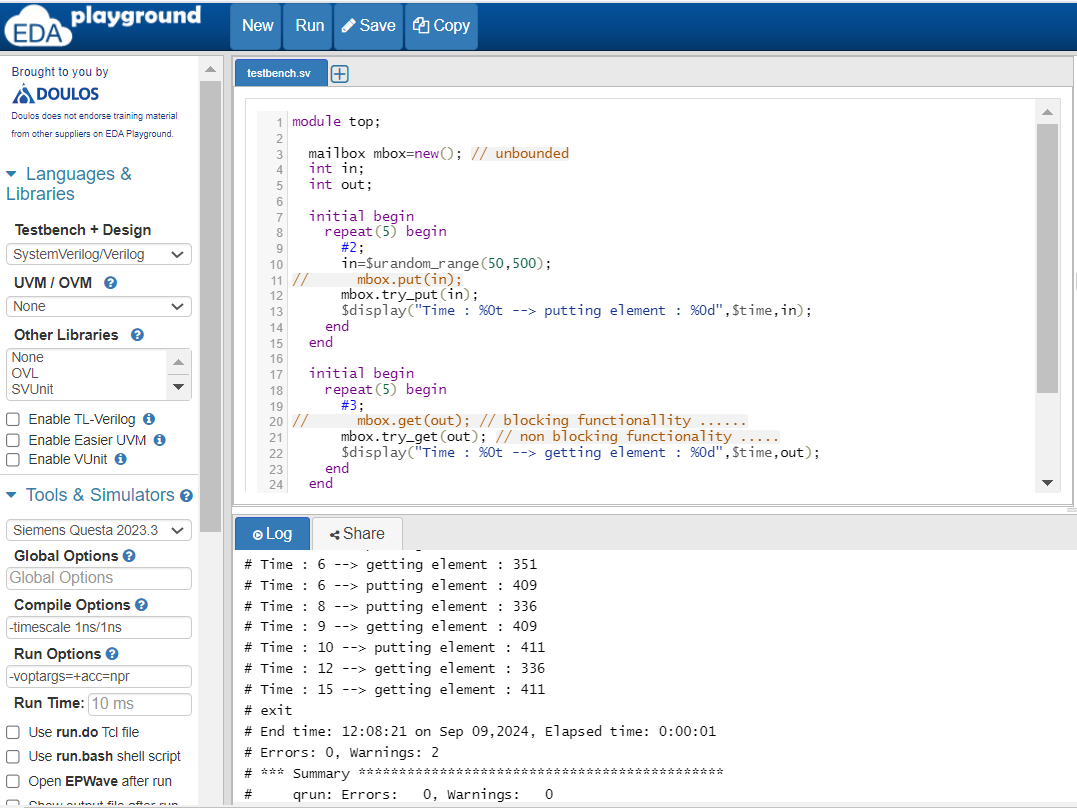 EDA playground
New Run Save Copy
Brought to you by
DOULOS
Doulos does not endorse training material
from other suppliers on EDA Playground.
Languages &
Libraries
Testbench + Design
SystemVerilog/Verilog
UVM / OVM ?
None
Other Libraries ?
None
OVL
SVUnit
Enable TL-Verilog i
Enable Easier UVM i
Enable VUnit i
Tools & Simulators ?
Siemens Questa 2023.3
Global Options ?
Global Options
Compile Options ?
-timescale 1ns/1ns
Run Options ?
-voptargs=+acc=npr
Run Time: 10 ms
Use run.do Tcl file
Use run.bash shell script
Open EPWave after run
Show output file after run
testbench.sv +
1 module top;
2
3 mailbox mbox=new(); // unbounded
4 int in;
5 int out;
6
7 initial begin
8 repeat(5) begin
9 #2;
10 in=$urandom_range(50,500);
11 // mbox.put(in);
12 mbox.try_put(in);
13 $display("Time : %0t --> putting element : %0d",$time,in);
14 end
15 end
16
17 initial begin
18 repeat(5) begin
19 #3;
20 // mbox.get(out); // blocking functionallity ......
21 mbox.try_get(out); // non blocking functionality .....
22 $display("Time : %0t --> getting element : %0d",$time,out);
23 end
24 end
Log Share
# Time : 6 --> getting element : 351
# Time : 6 --> putting element : 409
# Time : 8 --> putting element : 336
# Time : 9 --> getting element : 409
# Time : 10 --> putting element : 411
# Time : 12 --> getting element : 336
# Time : 15 --> getting element : 411
# exit
# End time: 12:08:21 on Sep 09,2024, Elapsed time: 0:00:01
# Errors: 0, Warnings: 2
# *** Summary *********************************************
# qrun: Errors: 0, Warnings: 0